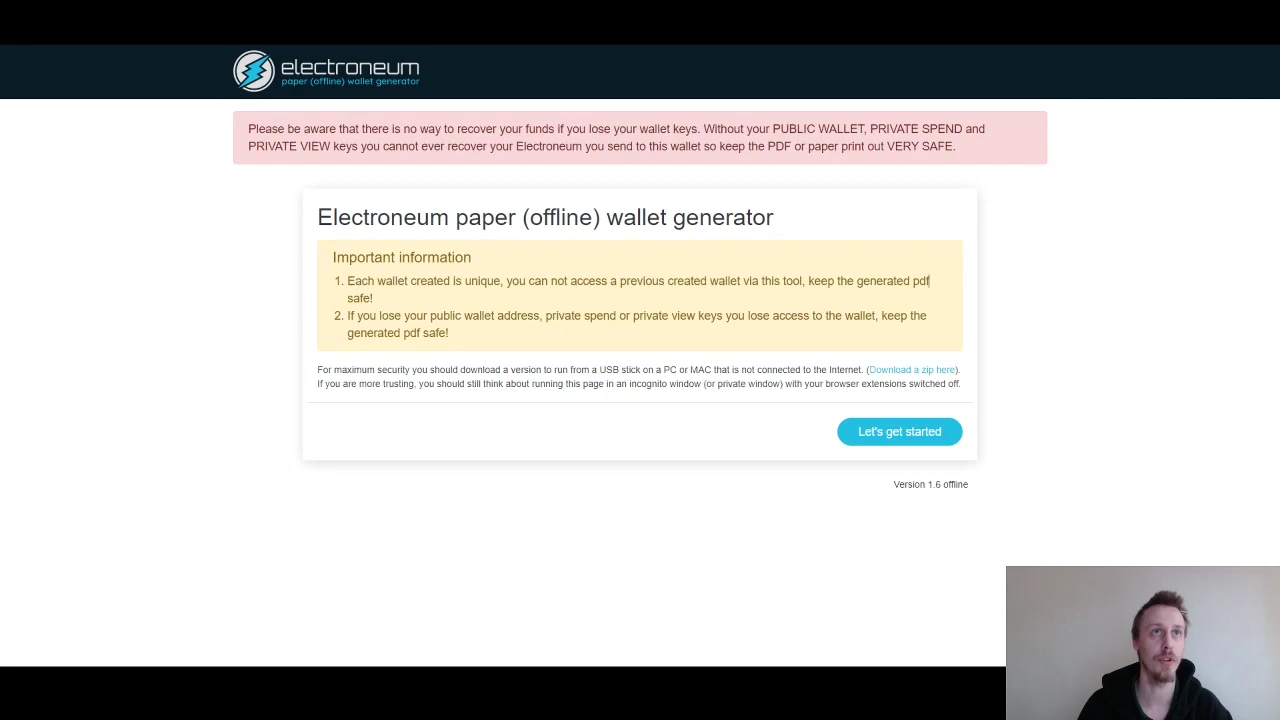 electroneum
paper (offline) wallet generator
Please be aware that there is no way to recover your funds if you lose your wallet keys. Without your PUBLIC WALLET, PRIVATE SPEND and
PRIVATE VIEW keys you cannot ever recover your Electroneum you send to this wallet so keep the PDF or paper print out VERY SAFE.
Electroneum paper (offline) wallet generator
Important information
1. Each wallet created is unique, you can not access a previous created wallet via this tool, keep the generated pdf
safe!
2. If you lose your public wallet address, private spend or private view keys you lose access to the wallet, keep the
generated pdf safe!
For maximum security you should download a version to run from a USB stick on a PC or MAC that is not connected to the Internet. (Download a zip here).
If you are more trusting, you should still think about running this page in an incognito window (or private window) with your browser extensions switched off.
Let's get started
Version 1.6 offline